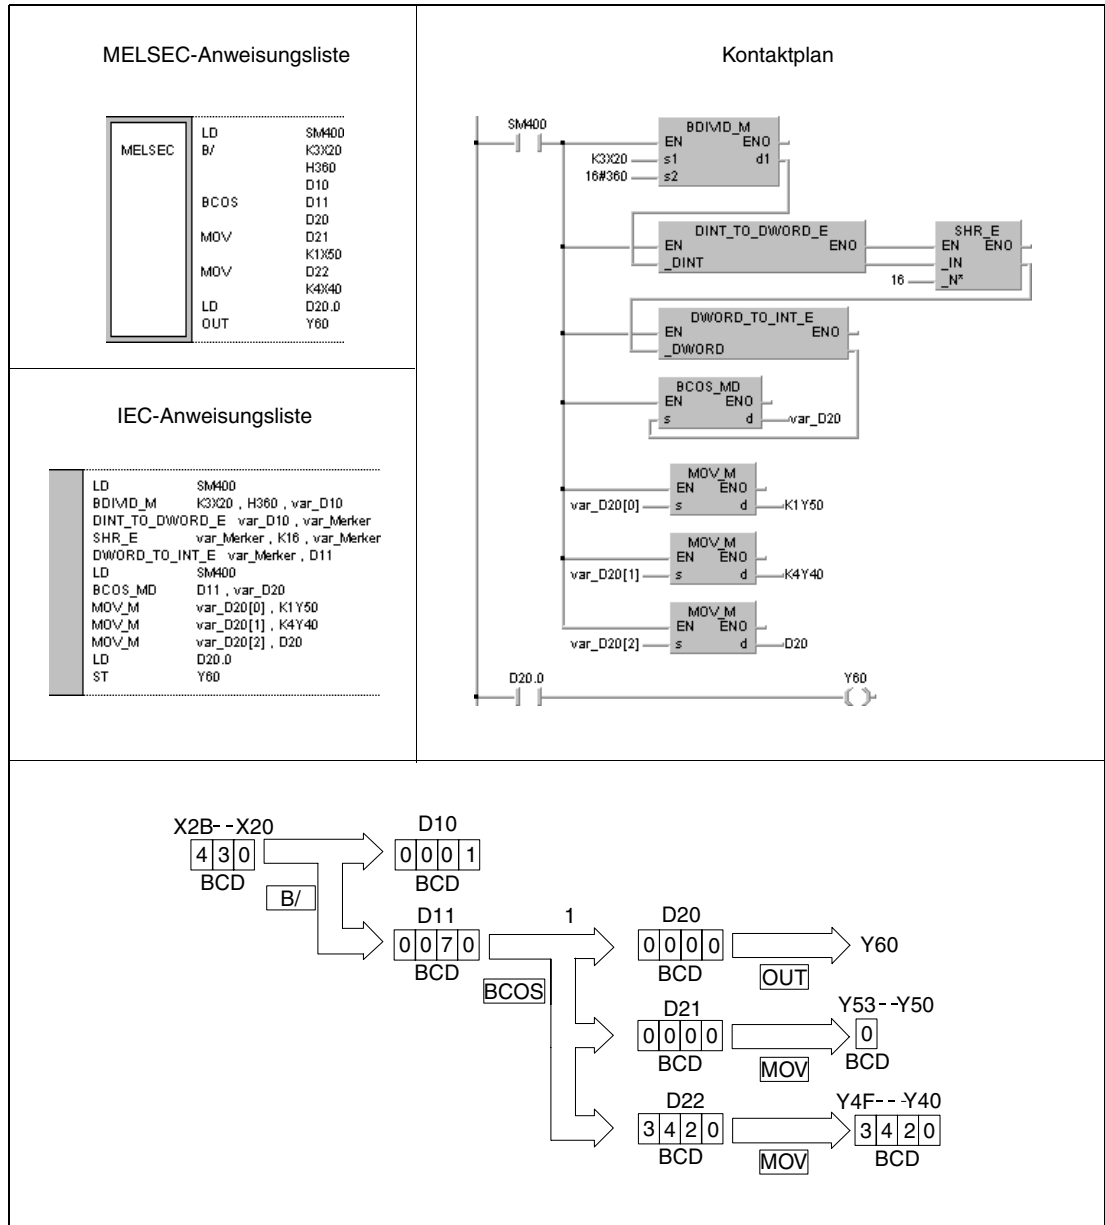 MELSEC-Anweisungsliste
MELSEC
LD SM400
B/ K3X20
H360
D10
BCOS D11
D20
MOV D21
K1X50
MOV D22
K4X40
LD D20.0
OUT Y60
IEC-Anweisungsliste
LD SM400
BDIVID_M K3X20 , H360 , var_D10
DINT_TO_DWORD_E var_D10 , var_Merker
SHR_E var_Merker , K16 , var_Merker
DWORD_TO_INT_E var_Merker , D11
LD SM400
BCOS_MD D11 , var_D20
MOV_M var_D20[0] , K1Y50
MOV_M var_D20[1] , K4Y40
MOV_M var_D20[2] , D20
LD D20.0
ST Y60
Kontaktplan
SM400
BDIVID_M
EN ENO
K3X20 s1 d1
16#360 s2
DINT_TO_DWORD_E
EN ENO
_DINT
SHR_E
EN ENO
_IN
16 _N*
DWORD_TO_INT_E
EN ENO
_DWORD
BCOS_MD
EN ENO
s d var_D20
MOV_M
EN ENO
var_D20[0] s d K1Y50
MOV_M
EN ENO
var_D20[1] s d K4Y40
MOV_M
EN ENO
var_D20[2] s d D20
D20.0 Y60
X2B--X20 D10
4 3 0 0 0 0 1
BCD BCD
B/
D11 1 D20
0 0 7 0 0 0 0 0 Y60
BCD BCD
BCOS OUT
D21 Y53--Y50
0 0 0 0 0
BCD BCD
MOV
D22 Y4F---Y40
3 4 2 0 3 4 2 0
BCD BCD
MOV